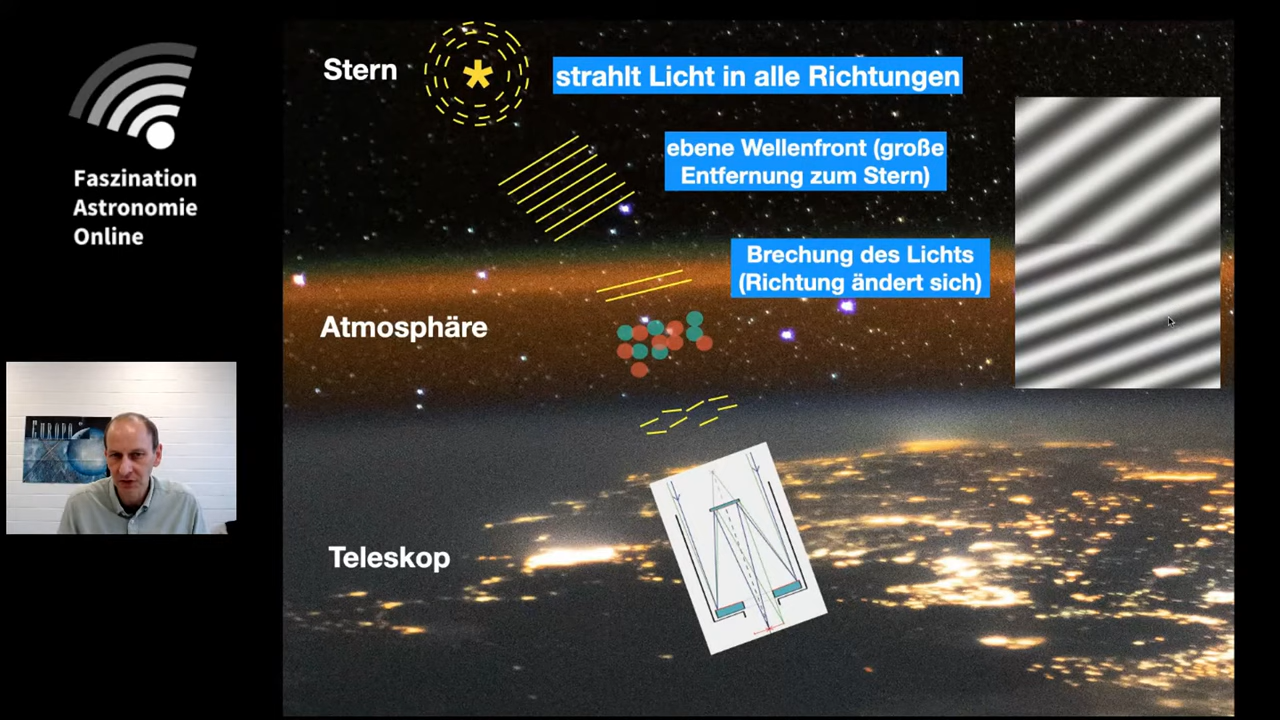 Faszination
Astronomie
Online
Stern
strahlt Licht in alle Richtungen
ebene Wellenfront (große
Entfernung zum Stern)
Brechung des Lichts
(Richtung ändert sich)
Atmosphäre
Teleskop
EUROPA